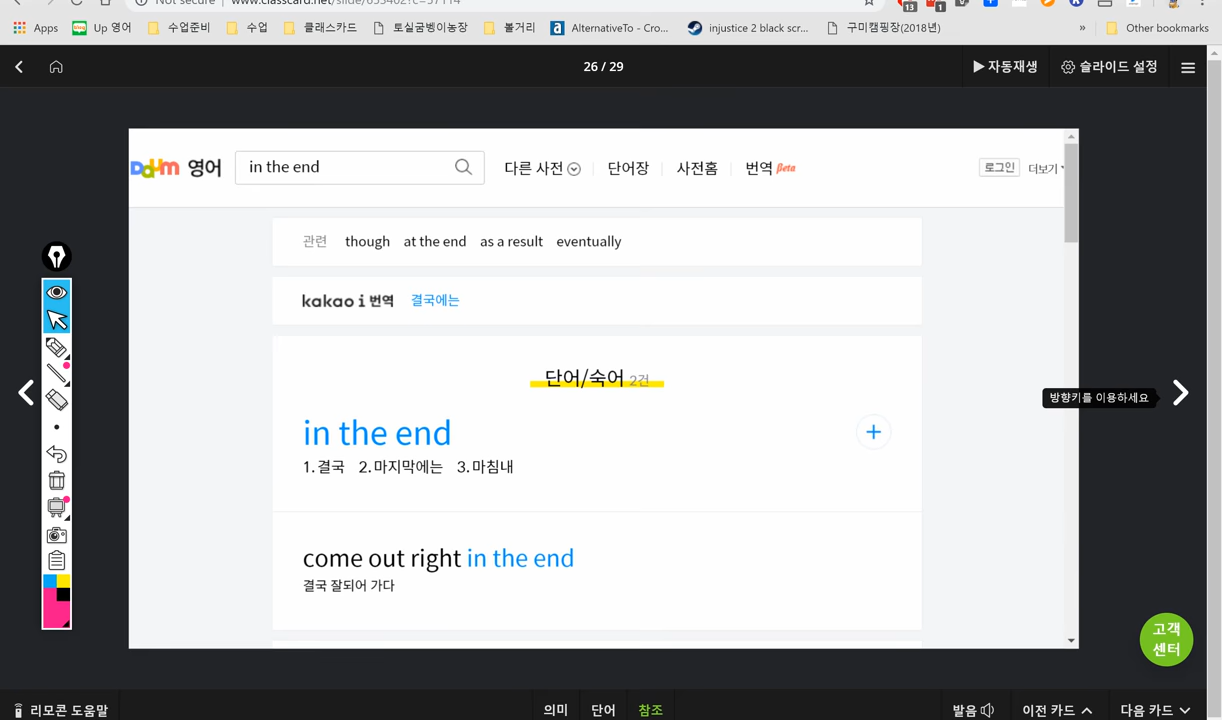 Not secure www.classcard.net/slide/
Apps Up 영어 수업준비 수업 클래스카드 토실굼벵이농장 볼거리 AlternativeTo - Cro... injustice 2 black scr... 구미캠핑장(2018년) » Other bookmarks
26 / 29 자동재생 슬라이드 설정
Daum 영어 in the end 다른 사전 단어장 사전홈 번역 Beta 로그인 더보기
관련 though at the end as a result eventually
kakao i 번역 결국에는
단어/숙어 2건
방향키를 이용하세요
in the end
1. 결국 2. 마지막에는 3. 마침내
come out right in the end
결국 잘되어 가다
고객
센터
리모콘 도움말 의미 단어 참조 발음 이전 카드 다음 카드